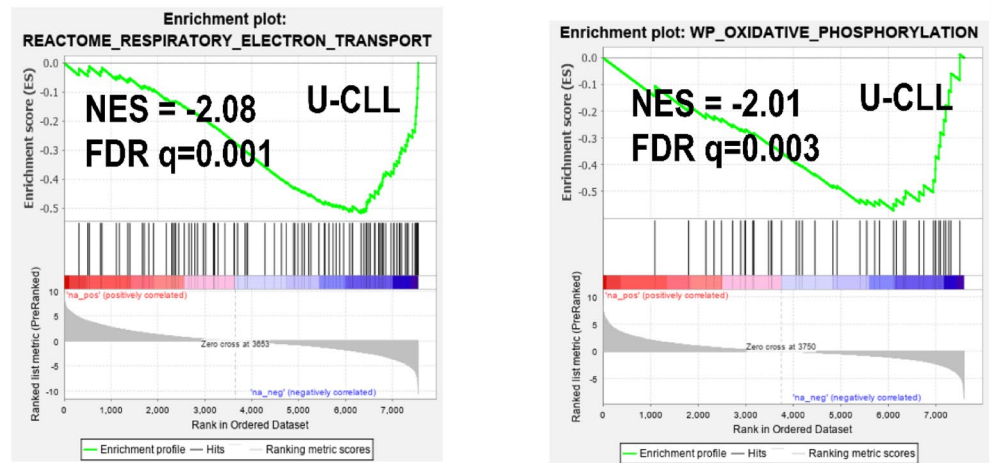 Enrichment plot:
REACTOME_RESPIRATORY_ELECTRON_TRANSPORT
Enrichment score (ES)
0.0
-0.1
-0.2
-0.3
-0.4
-0.5
NES = -2.08
FDR q=0.001
U-CLL
Ranked list metric (PreRanked)
10
5
0
-5
-10
'na_pos' (positively correlated)
Zero cross at 3653
'na_neg' (negatively correlated)
0 1,000 2,000 3,000 4,000 5,000 6,000 7,000
Rank in Ordered Dataset
Enrichment profile Hits Ranking metric scores
Enrichment plot: WP_OXIDATIVE_PHOSPHORYLATION
Enrichment score (ES)
0.0
-0.1
-0.2
-0.3
-0.4
-0.5
NES = -2.01
FDR q=0.003
U-CLL
Ranked list metric (PreRanked)
10
5
0
-5
'na_pos' (positively correlated)
Zero cross at 3750
'na_neg' (negatively correlated)
0 1,000 2,000 3,000 4,000 5,000 6,000 7,000
Rank in Ordered Dataset
Enrichment profile Hits Ranking metric scores